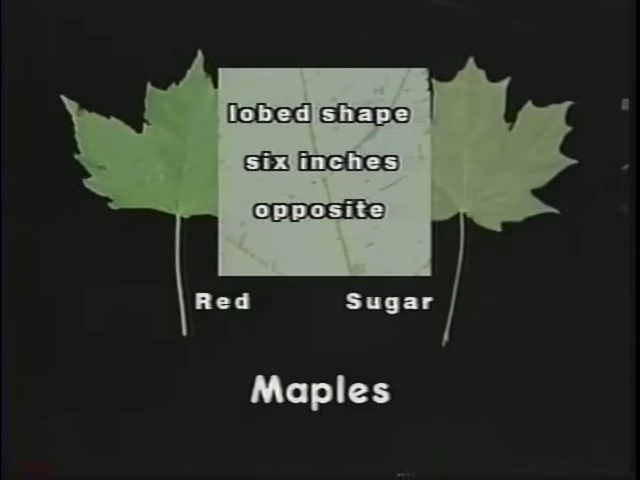 lobed shape
six inches
opposite
Red Sugar
Maples